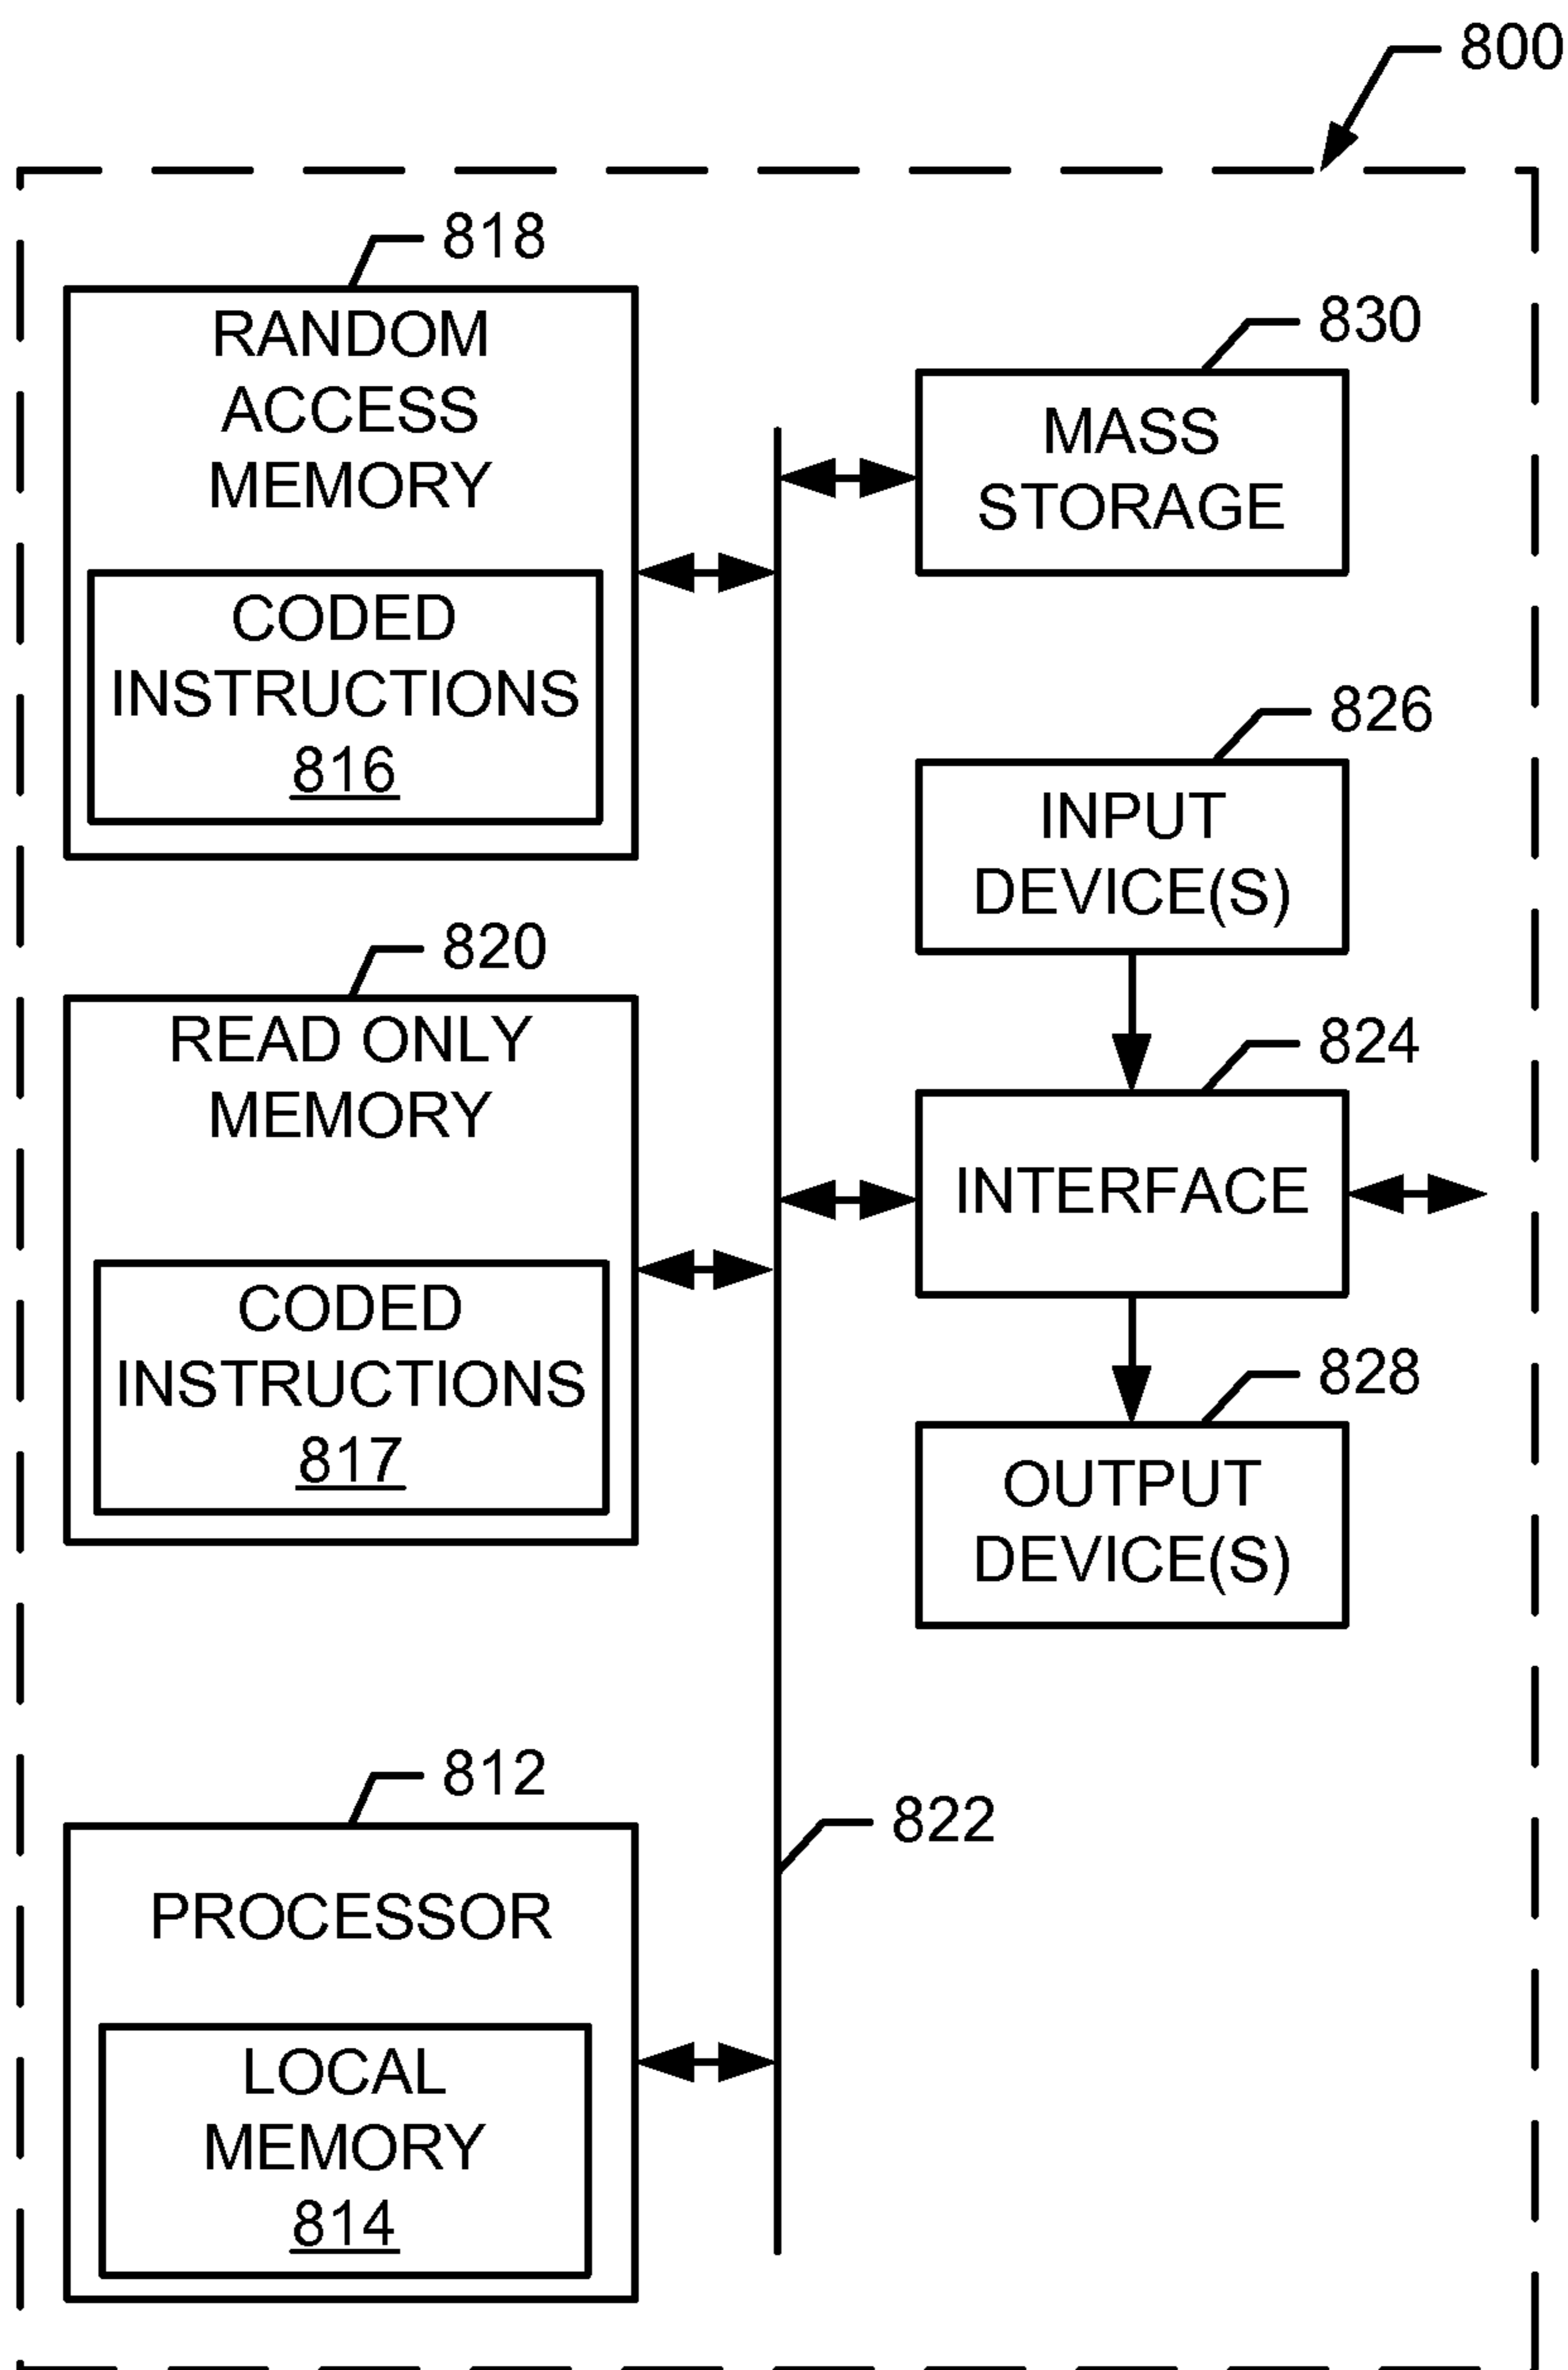 800
818
RANDOM
ACCESS
MEMORY
CODED
INSTRUCTIONS
816
830
MASS
STORAGE
826
INPUT
DEVICE(S)
820
READ ONLY
MEMORY
CODED
INSTRUCTIONS
817
824
INTERFACE
828
OUTPUT
DEVICE(S)
812
PROCESSOR
LOCAL
MEMORY
814
822